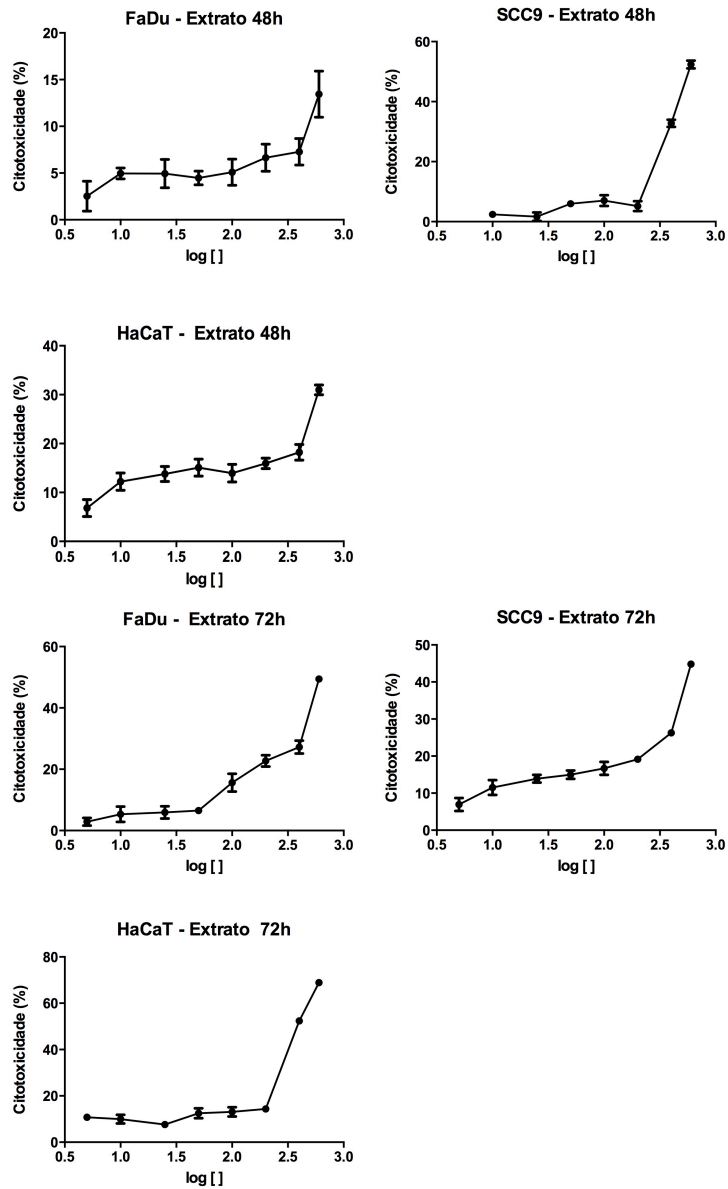 FaDu - Extrato 48h
Citotoxicidade (%)
20
15
10
5
0
0.5 1.0 1.5 2.0 2.5 3.0
log [ ]
SCC9 - Extrato 48h
Citotoxicidade (%)
60
40
20
0
0.5 1.0 1.5 2.0 2.5 3.0
log [ ]
HaCaT - Extrato 48h
Citotoxicidade (%)
40
30
20
10
0
0.5 1.0 1.5 2.0 2.5 3.0
log [ ]
FaDu - Extrato 72h
Citotoxicidade (%)
60
40
20
0
0.5 1.0 1.5 2.0 2.5 3.0
log [ ]
SCC9 - Extrato 72h
Citotoxicidade (%)
50
40
30
20
10
0
0.5 1.0 1.5 2.0 2.5 3.0
log [ ]
HaCaT - Extrato 72h
Citotoxicidade (%)
80
60
40
20
0
0.5 1.0 1.5 2.0 2.5 3.0
log [ ]